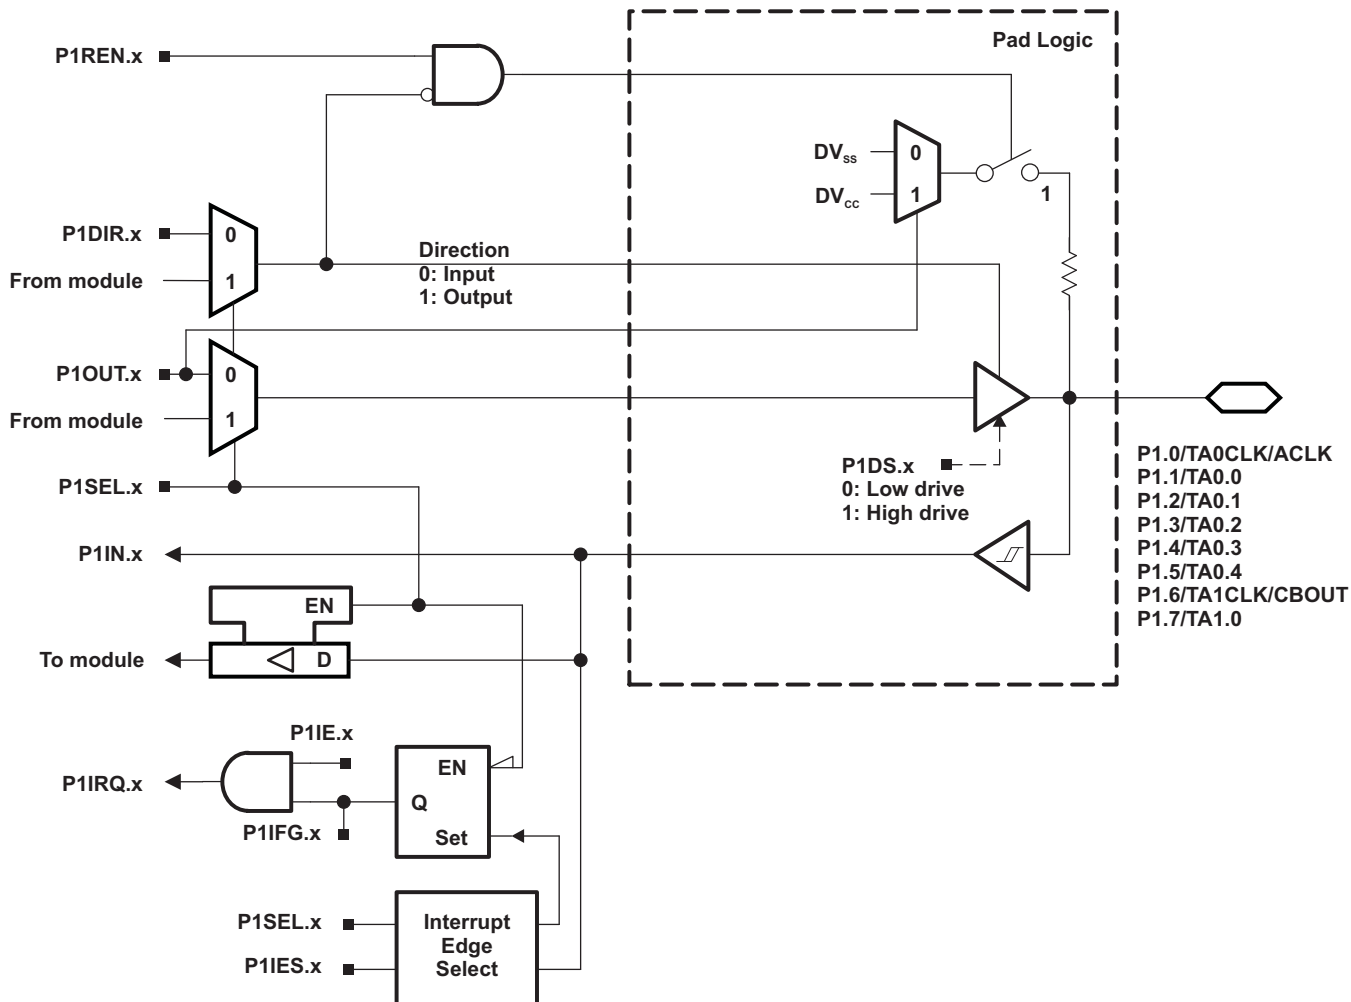 Pad Logic
P1REN.x
DVSS
0
DVCC
1
1
P1DIR.x
0
From module
1
Direction
0: Input
1: Output
P1OUT.x
0
From module
1
P1DS.x
0: Low drive
1: High drive
P1SEL.x
P1IN.x
P1.0/TA0CLK/ACLK
P1.1/TA0.0
P1.2/TA0.1
P1.3/TA0.2
P1.4/TA0.3
P1.5/TA0.4
P1.6/TA1CLK/CBOUT
P1.7/TA1.0
EN
To module
D
P1IE.x
P1IRQ.x
EN
Q
P1IFG.x
Set
P1SEL.x
P1IES.x
Interrupt
Edge
Select